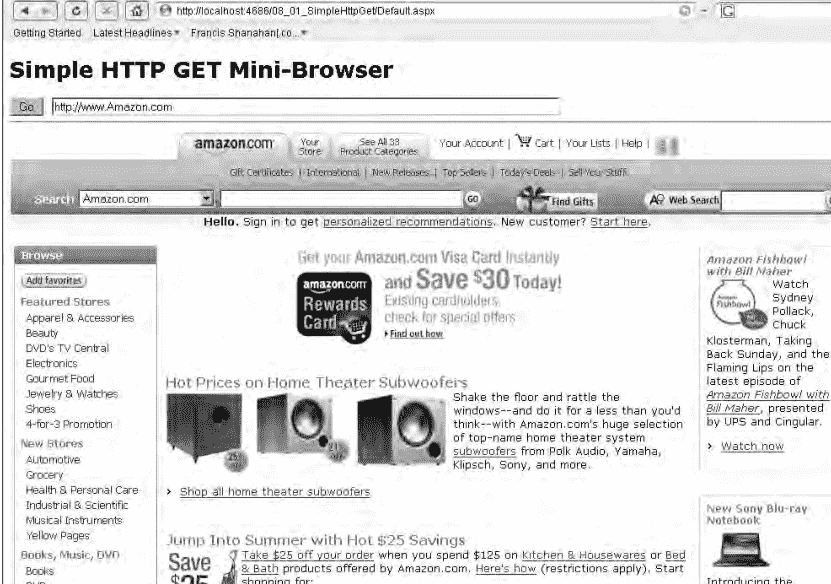 http://localhost:4686/08_01_SimpleHttpGet/Default.aspx
Getting Started Latest Headlines Francis Shanahan[.co...
Simple HTTP GET Mini-Browser
Go http://www.Amazon.com
amazon.com Your Store See All 33 Product Categories Your Account | Cart | Your Lists | Help |
Gift Certificates | International | New Releases | Top Sellers | Today's Deals | Sell Your Stuff
Search Amazon.com GO Find Gifts A9 Web Search
Hello. Sign in to get personalized recommendations. New customer? Start here.
Browse
Add favorites
Featured Stores
Apparel & Accessories
Beauty
DVD's TV Central
Electronics
Gourmet Food
Jewelry & Watches
Shoes
4-for-3 Promotion
New Stores
Automotive
Grocery
Health & Personal Care
Industrial & Scientific
Musical Instruments
Yellow Pages
Books, Music, DVD
Books
Get your Amazon.com Visa Card Instantly
and Save $30 Today!
Existing cardholders,
check for special offers
Find out how
amazon.com
Rewards
Card
Hot Prices on Home Theater Subwoofers
Shake the floor and rattle the
windows--and do it for a less than you'd
think--with Amazon.com's huge selection
of top-name home theater system
subwoofers from Polk Audio, Yamaha,
Klipsch, Sony, and more.
Shop all home theater subwoofers
Jump Into Summer with Hot $25 Savings
Save
$25
Take $25 off your order when you spend $125 on Kitchen & Housewares or Bed
& Bath products offered by Amazon.com. Here's how (restrictions apply). Start
shopping for:
Amazon Fishbowl
with Bill Maher
Fishbowl
Watch
Sydney
Pollack,
Chuck
Klosterman, Taking
Back Sunday, and the
Flaming Lips on the
latest episode of
Amazon Fishbowl with
Bill Maher, presented
by UPS and Cingular.
Watch now
New Sony Blu-ray
Notebook
Introducing the